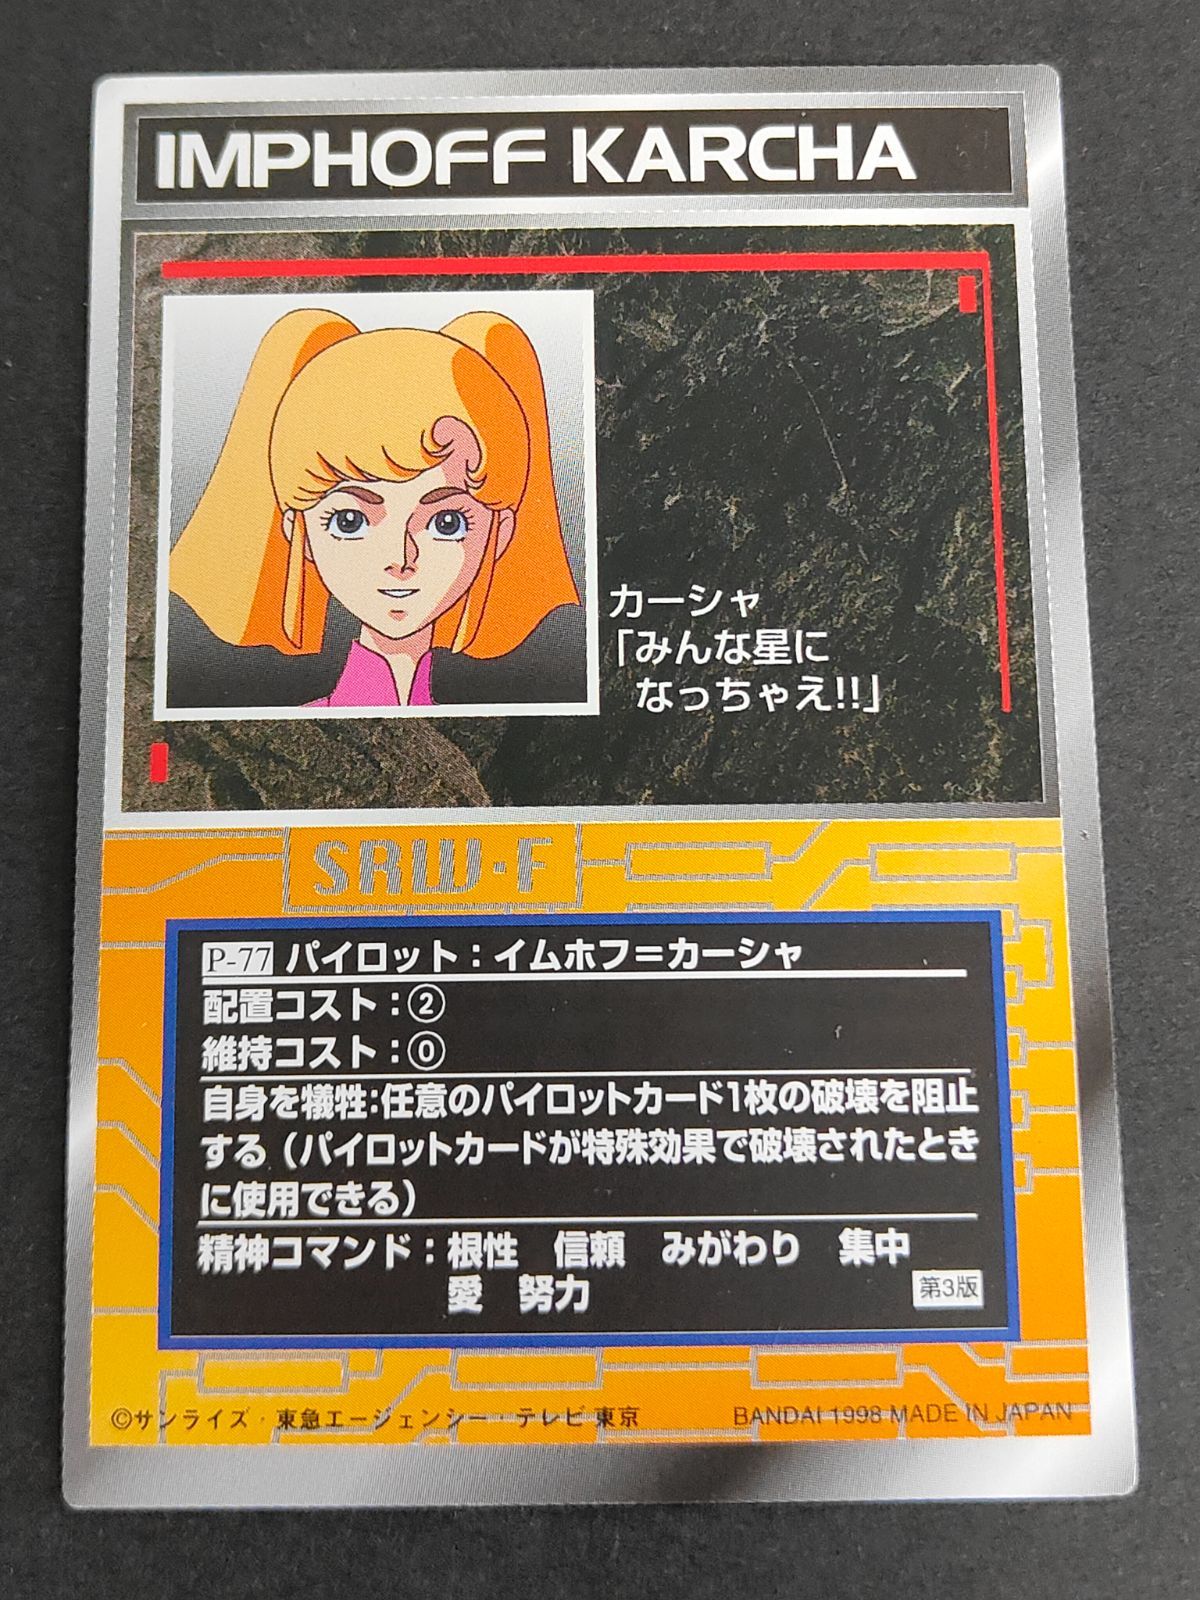 IMPHOFF KARCHA
カーシャ
「みんな星に
なっちゃえ!!」
SRW·F
P-77 パイロット：イムホフ＝カーシャ
配置コスト：②
維持コスト：⓪
自身を犠牲:任意のパイロットカード1枚の破壊を阻止
する（パイロットカードが特殊効果で破壊されたとき
に使用できる）
精神コマンド：根性　信頼　みがわり　集中
愛　努力
第3版
©サンライズ・東急エージェンシー・テレビ東京
BANDAI 1998 MADE IN JAPAN